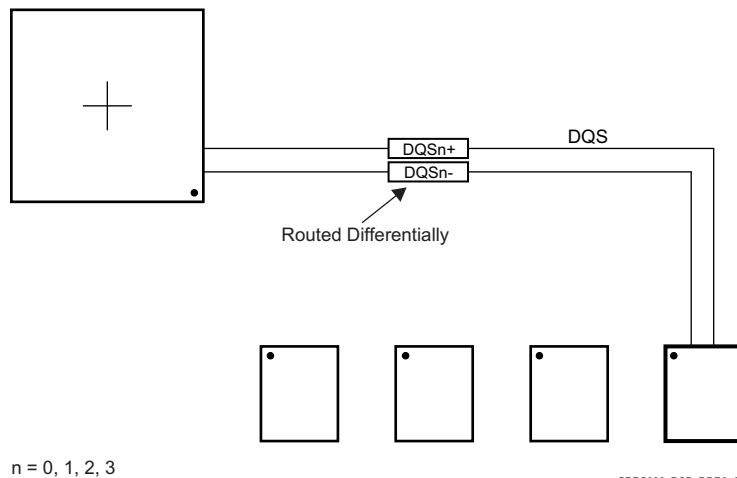 DQS
DQSn+
DQSn-
Routed Differentially
n = 0, 1, 2, 3